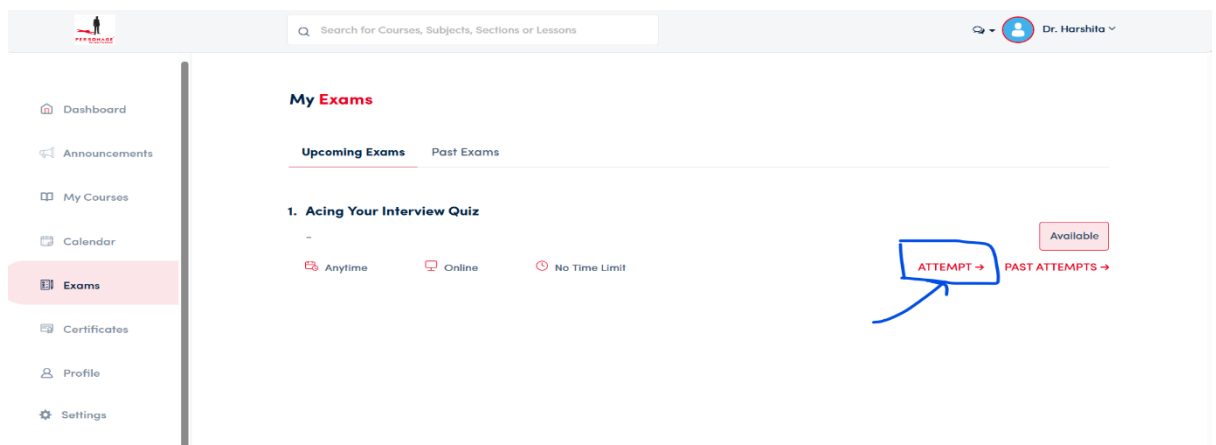 PERSONAGE
Search for Courses, Subjects, Sections or Lessons
Dr. Harshita
Dashboard
Announcements
My Courses
Calendar
Exams
Certificates
Profile
Settings
My Exams
Upcoming Exams Past Exams
1. Acing Your Interview Quiz
-
Available
Anytime Online No Time Limit
ATTEMPT → PAST ATTEMPTS →